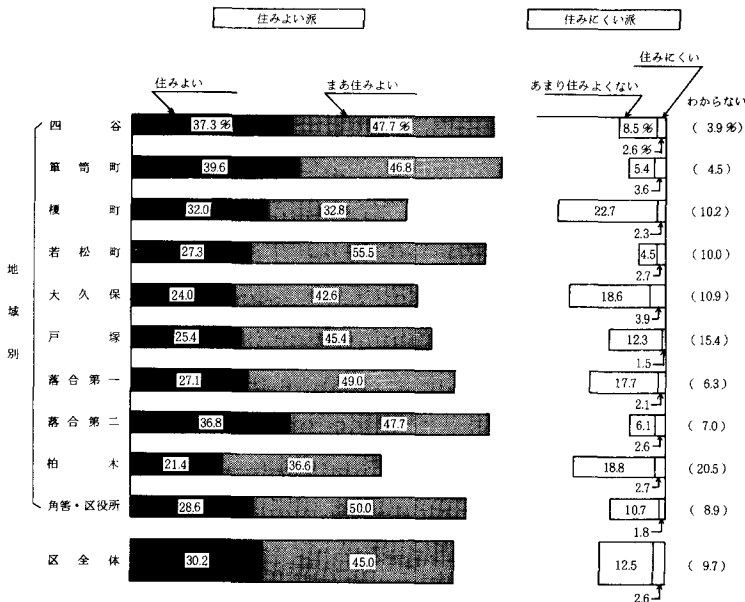 住みよい派 住みにくい派
住みにくい
住みよい まあ住みよい あまり住みよくない
わからない
四谷 37.3% 47.7% 8.5% (3.9%)
2.6%
簞笥町 39.6 46.8 5.4 (4.5)
3.6
榎町 32.0 32.8 22.7 (10.2)
2.3
若松町 27.3 55.5 4.5 (10.0)
2.7
地域別
大久保 24.0 42.6 18.6 (10.9)
3.9
戸塚 25.4 45.4 12.3 (15.4)
1.5
落合第一 27.1 49.0 17.7 (6.3)
2.1
落合第二 36.8 47.7 6.1 (7.0)
2.6
柏木 21.4 36.6 18.8 (20.5)
2.7
角筈・区役所 28.6 50.0 10.7 (8.9)
1.8
区全体 30.2 45.0 12.5 (9.7)
2.6